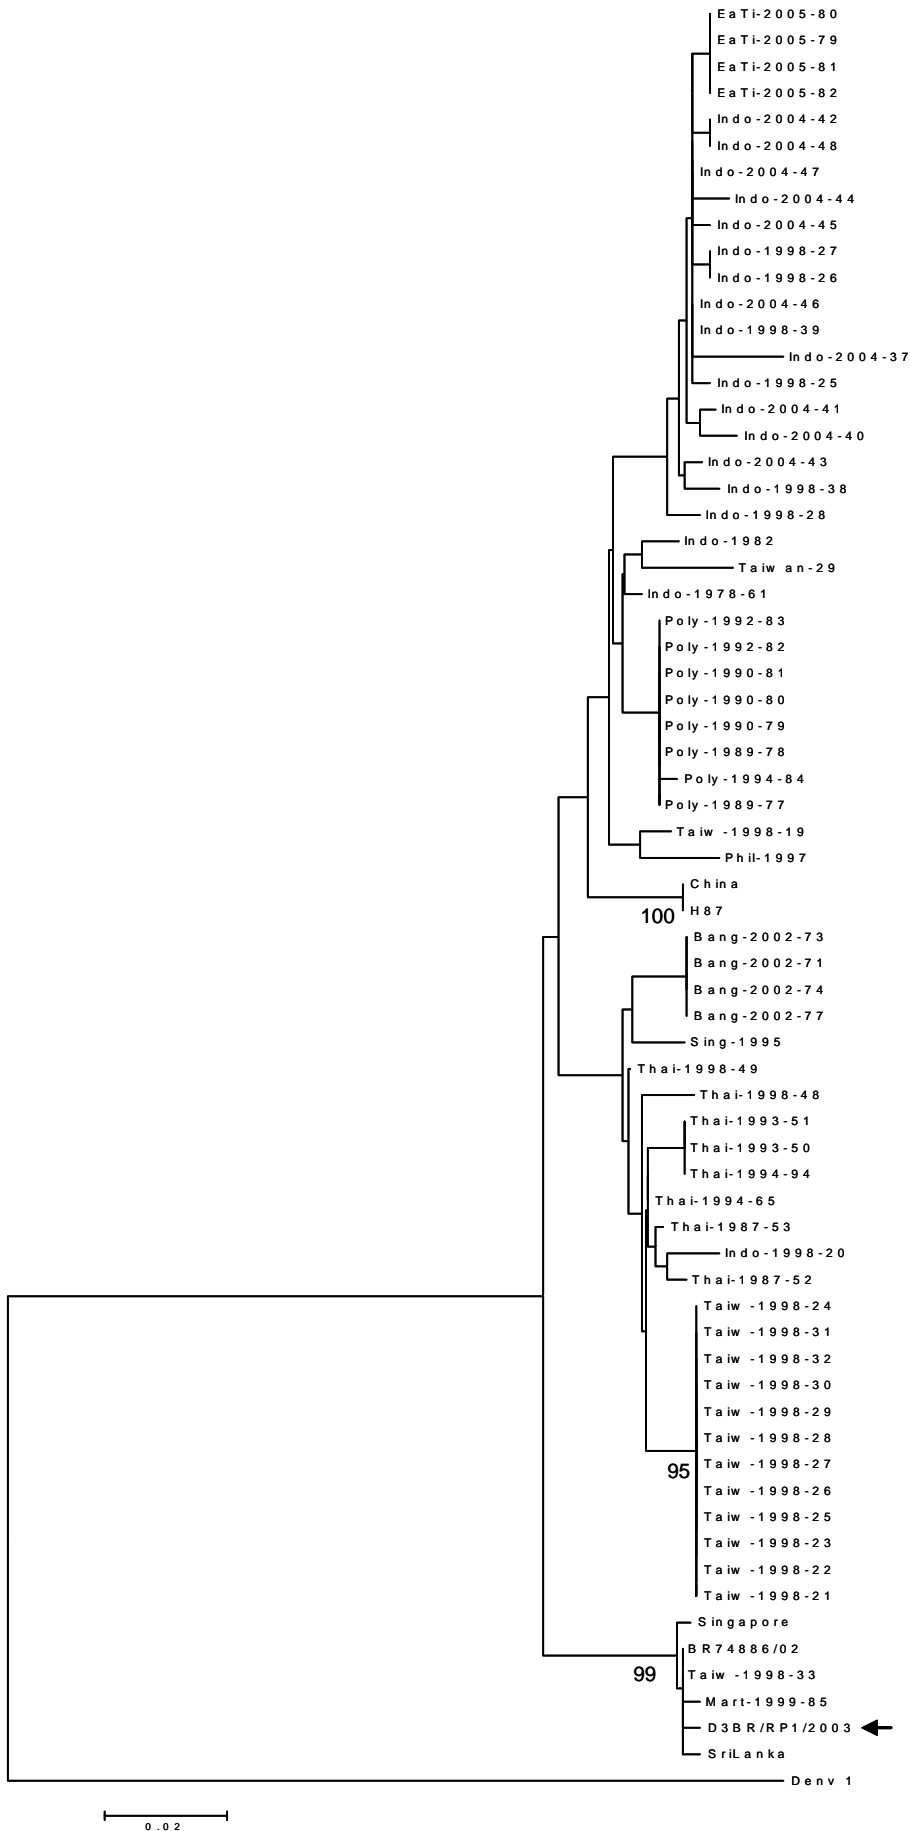 EaTi-2005-80
EaTi-2005-79
EaTi-2005-81
EaTi-2005-82
Indo-2004-42
Indo-2004-48
Indo-2004-47
Indo-2004-44
Indo-2004-45
Indo-1998-27
Indo-1998-26
Indo-2004-46
Indo-1998-39
Indo-2004-37
Indo-1998-25
Indo-2004-41
Indo-2004-40
Indo-2004-43
Indo-1998-38
Indo-1998-28
Indo-1982
Taiw an-29
Indo-1978-61
Poly-1992-83
Poly-1992-82
Poly-1990-81
Poly-1990-80
Poly-1990-79
Poly-1989-78
Poly-1994-84
Poly-1989-77
Taiw -1998-19
Phil-1997
China
H87
100
Bang-2002-73
Bang-2002-71
Bang-2002-74
Bang-2002-77
Sing-1995
Thai-1998-49
Thai-1998-48
Thai-1993-51
Thai-1993-50
Thai-1994-94
Thai-1994-65
Thai-1987-53
Indo-1998-20
Thai-1987-52
Taiw -1998-24
Taiw -1998-31
Taiw -1998-32
Taiw -1998-30
Taiw -1998-29
Taiw -1998-28
Taiw -1998-27
95
Taiw -1998-26
Taiw -1998-25
Taiw -1998-23
Taiw -1998-22
Taiw -1998-21
Singapore
BR74886/02
99
Taiw -1998-33
Mart-1999-85
D3BR/RP1/2003
SriLanka
Denv 1
0.02